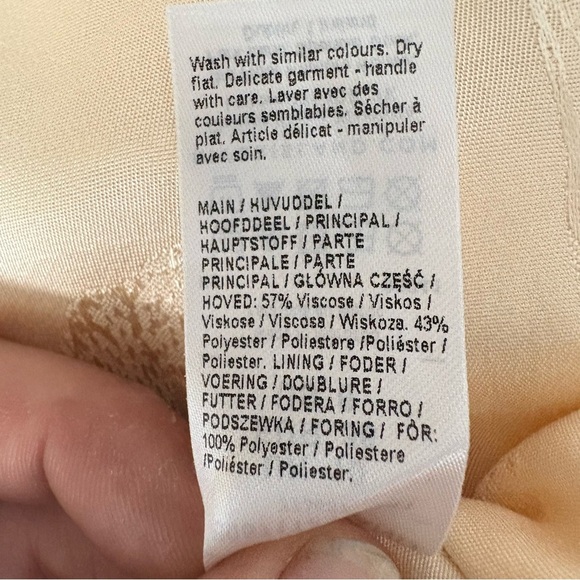 Wash with similar colours. Dry
flat. Delicate garment - handle
with care. Laver avec des
couleurs semblables. Sécher à
plat. Article délicat - manipuler
avec soin.
MAIN / HUVUDDEL /
HOOFDDEEL / PRINCIPAL /
HAUPTSTOFF / PARTE
PRINCIPALE / PARTE
PRINCIPAL / GŁÓWNA CZĘŚĆ /
HOVED: 57% Viscose / Viskos /
Viskose / Viscosa / Wiskoza. 43%
Polyester / Poliestere /Poliéster /
Poliester. LINING / FODER /
VOERING / DOUBLURE /
FUTTER / FODERA / FORRO /
PODSZEWKA / FORING / FÔR:
100% Polyester / Poliestere
/Poliéster / Poliester.